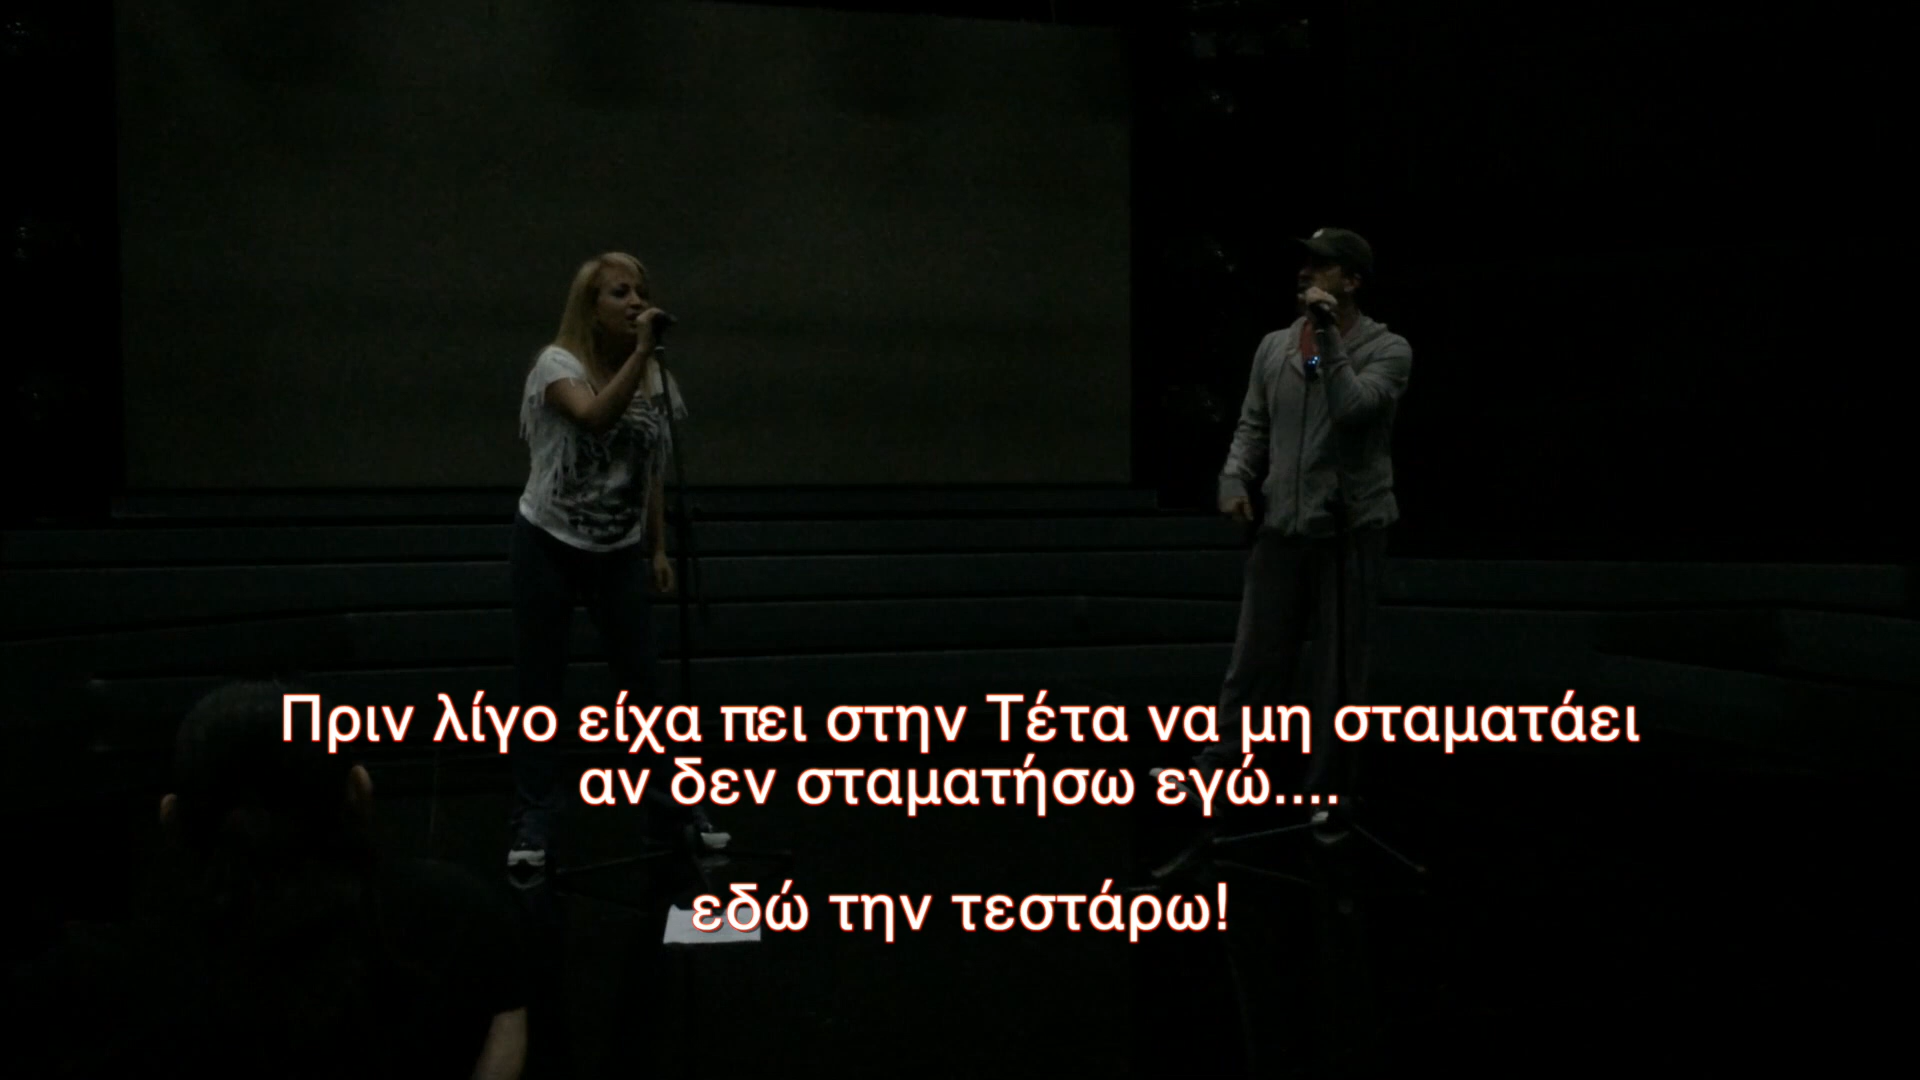 Πριν λίγο είχα πει στην Τέτα να μη σταματάει
αν δεν σταματήσω εγώ....
εδώ την τεστάρω!